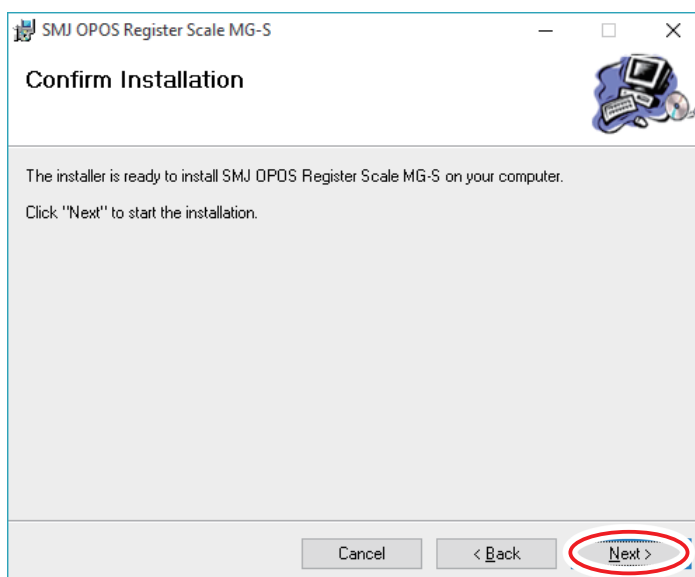 SMJ OPOS Register Scale MG-S
Confirm Installation
The installer is ready to install SMJ OPOS Register Scale MG-S on your computer.
Click "Next" to start the installation.
Cancel
< Back
Next >